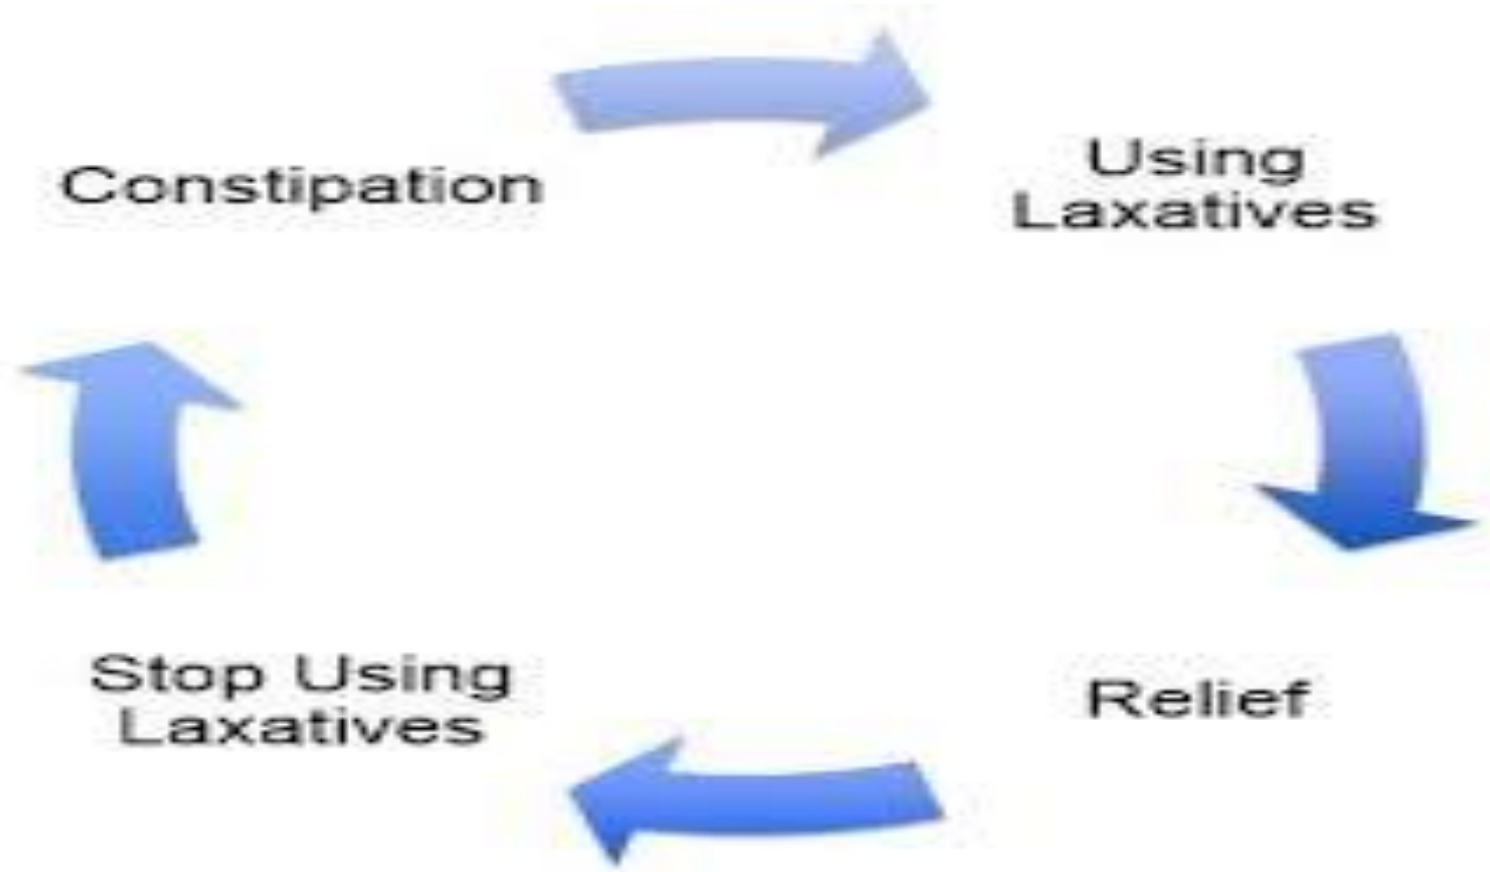 Constipation
Using
Laxatives
Relief
Stop Using
Laxatives